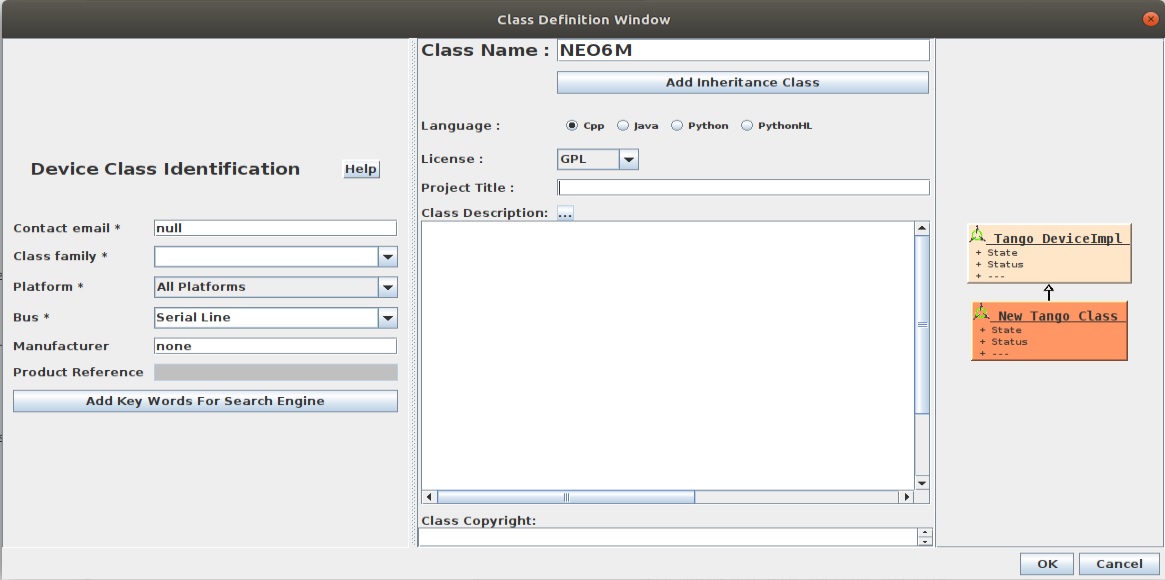 Class Definition Window
Device Class Identification
Help
Contact email * null
Class family *
Platform * All Platforms
Bus * Serial Line
Manufacturer none
Product Reference
Add Key Words For Search Engine
Class Name : NEO6M
Add Inheritance Class
Language : Cpp Java Python PythonHL
License : GPL
Project Title :
Class Description: ...
Class Copyright:
Tango DeviceImpl
+ State
+ Status
+ ---
New Tango Class
+ State
+ Status
+ ---
OK Cancel